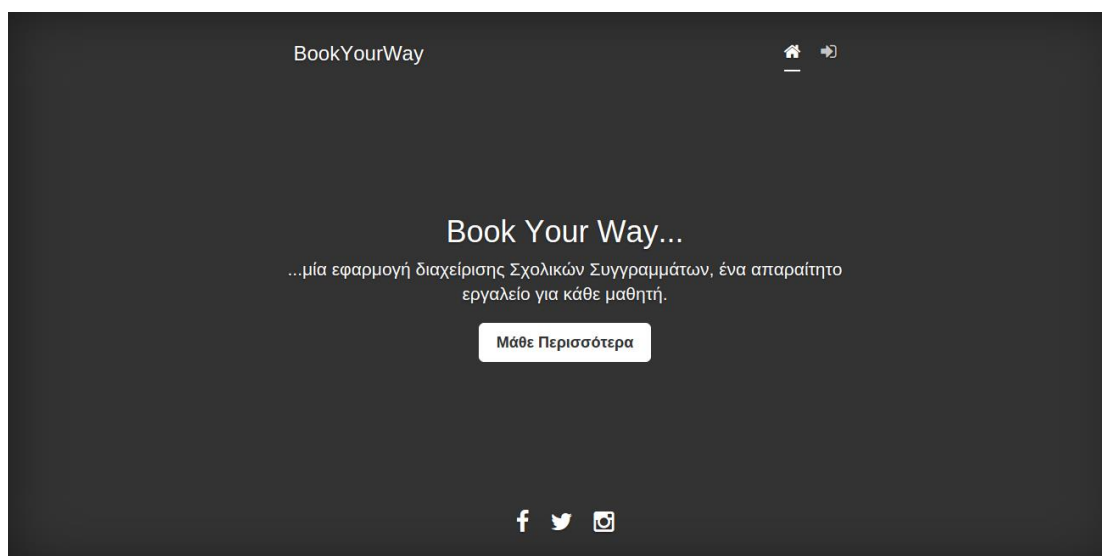 BookYourWay
Book Your Way...
...μία εφαρμογή διαχείρισης Σχολικών Συγγραμμάτων, ένα απαραίτητο
εργαλείο για κάθε μαθητή.
Μάθε Περισσότερα